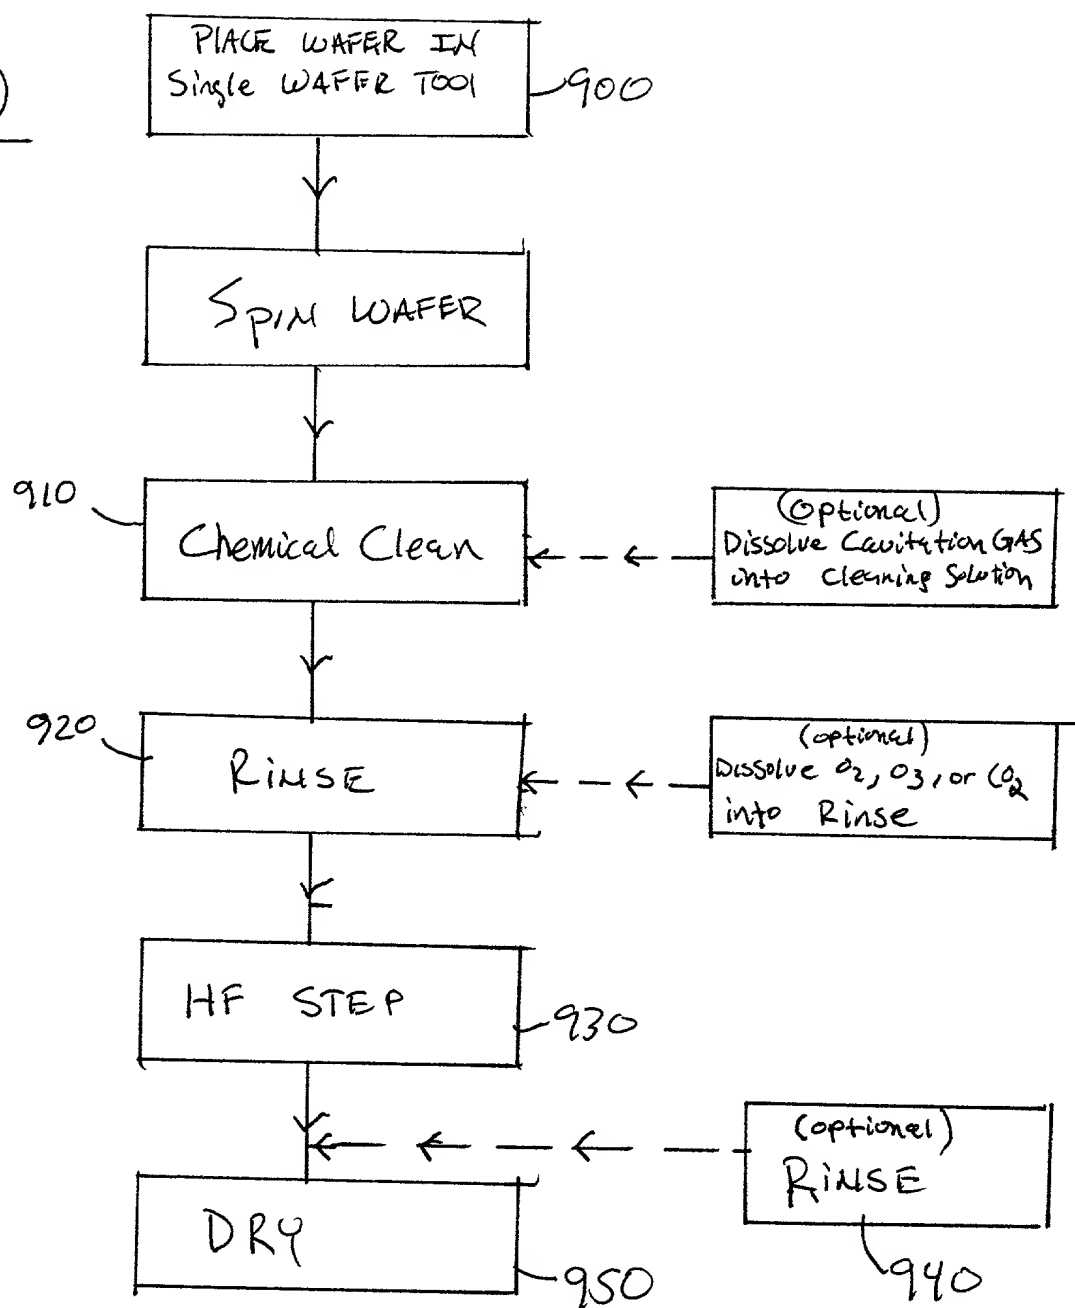 PLACE WAFER IN
Single WAFER TOOl
900
SPIN WAFER
910
Chemical Clean
(optional)
Dissolve Cavitation GAS
into Cleaning Solution
920
RINSE
(optional)
Dissolve O2, O3, or CO2
into Rinse
HF STEP
930
(optional)
RINSE
940
DRY
950